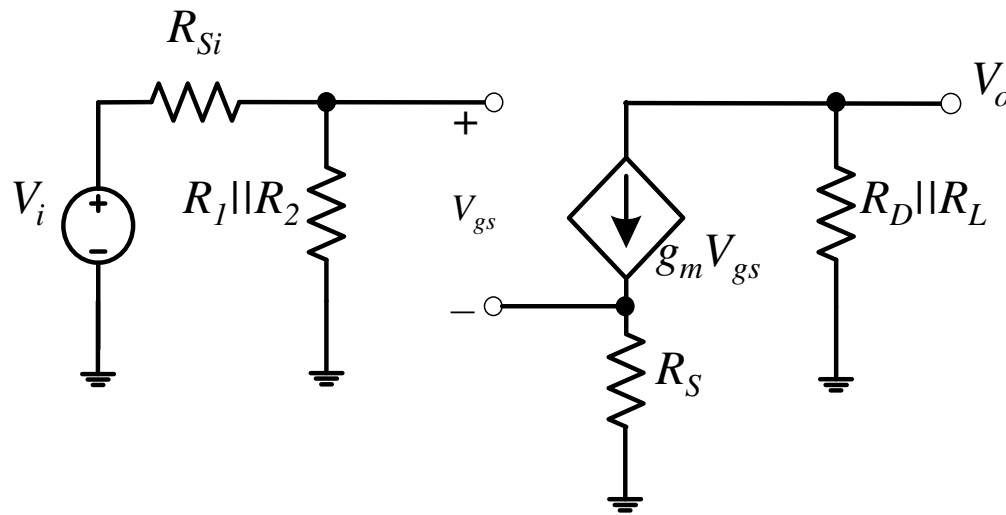 R_Si
V_o
+
V_i
+
−
R_1||R_2
V_gs
g_mV_gs
R_D||R_L
−
R_S